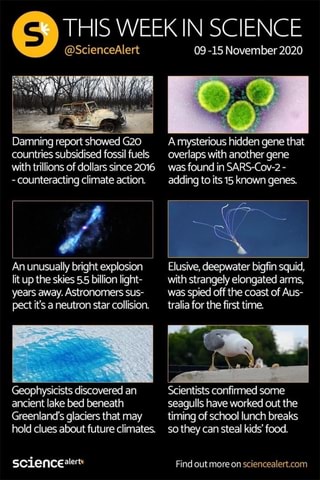 S
THIS WEEK IN SCIENCE
@ScienceAlert
09 -15 November 2020
Damning report showed G20
countries subsidised fossil fuels
with trillions of dollars since 2016
- counteracting climate action.
A mysterious hidden gene that
overlaps with another gene
was found in SARS-Cov-2 -
adding to its 15 known genes.
An unusually bright explosion
lit up the skies 5.5 billion light-
years away. Astronomers sus-
pect it's a neutron star collision.
Elusive, deepwater bigfin squid,
with strangely elongated arms,
was spied off the coast of Aus-
tralia for the first time.
Geophysicists discovered an
ancient lake bed beneath
Greenland's glaciers that may
hold clues about future climates.
Scientists confirmed some
seagulls have worked out the
timing of school lunch breaks
so they can steal kids' food.
science alert
Find out more on sciencealert.com